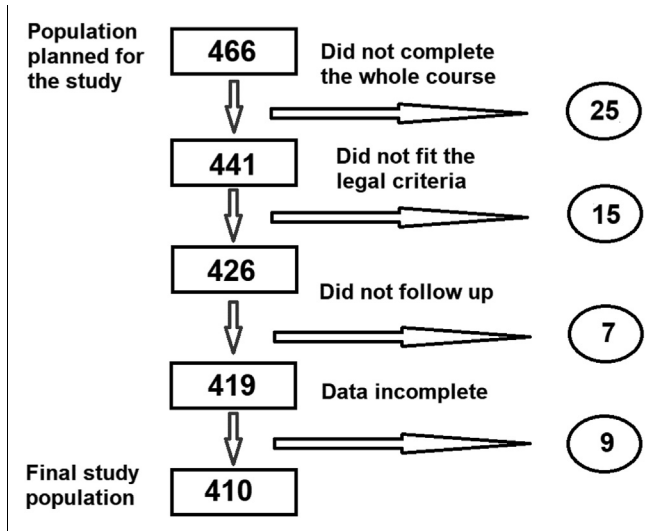 Population
planned for
the study
466
Did not complete
the whole course
25
441
Did not fit the
legal criteria
15
426
Did not follow up
7
419
Data incomplete
9
Final study
population
410